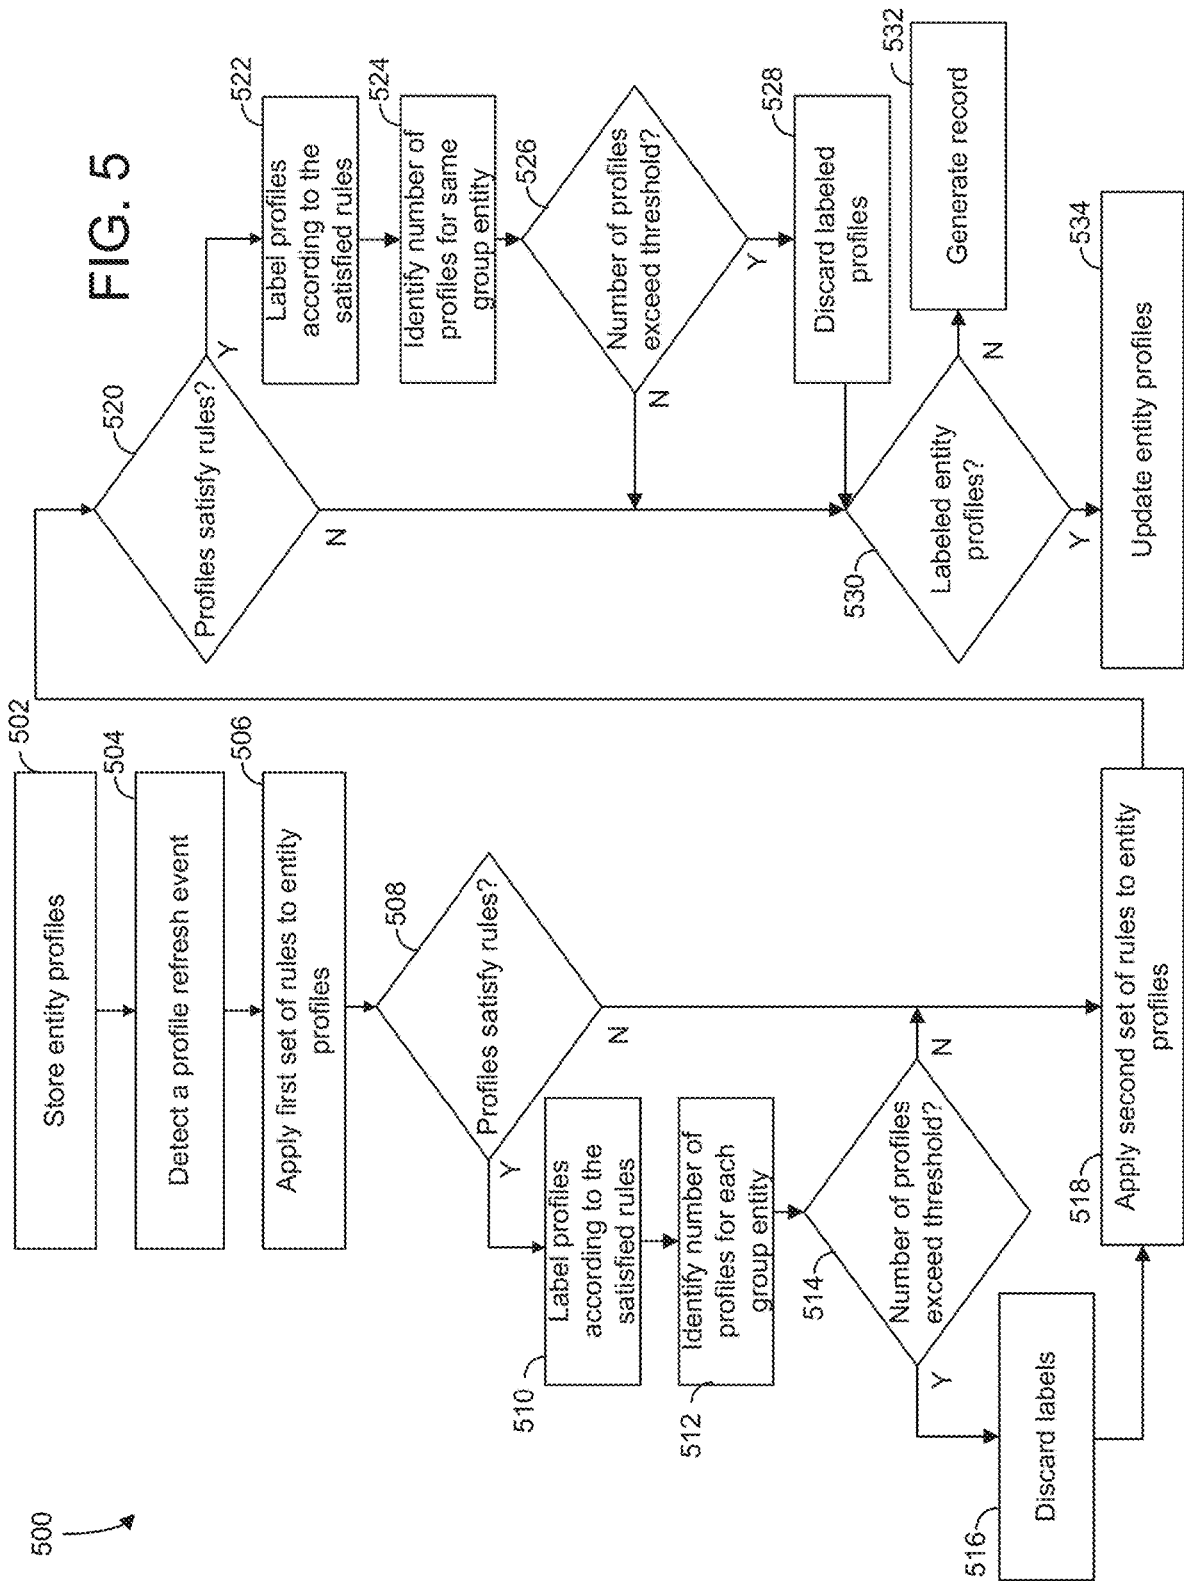 FIG. 5
500
502
Store entity profiles
504
Detect a profile refresh event
506
Apply first set of rules to entity
profiles
508
Profiles satisfy rules?
Y
N
510
Label profiles
according to the
satisfied rules
512
Identify number of
profiles for each
group entity
514
Number of profiles
exceed threshold?
Y
N
516
Discard labels
518
Apply second set of rules to entity
profiles
520
Profiles satisfy rules?
Y
N
522
Label profiles
according to the
satisfied rules
524
Identify number of
profiles for same
group entity
526
Number of profiles
exceed threshold?
N
Y
528
Discard labeled
profiles
530
Labeled entity
profiles?
N
Y
532
Generate record
534
Update entity profiles